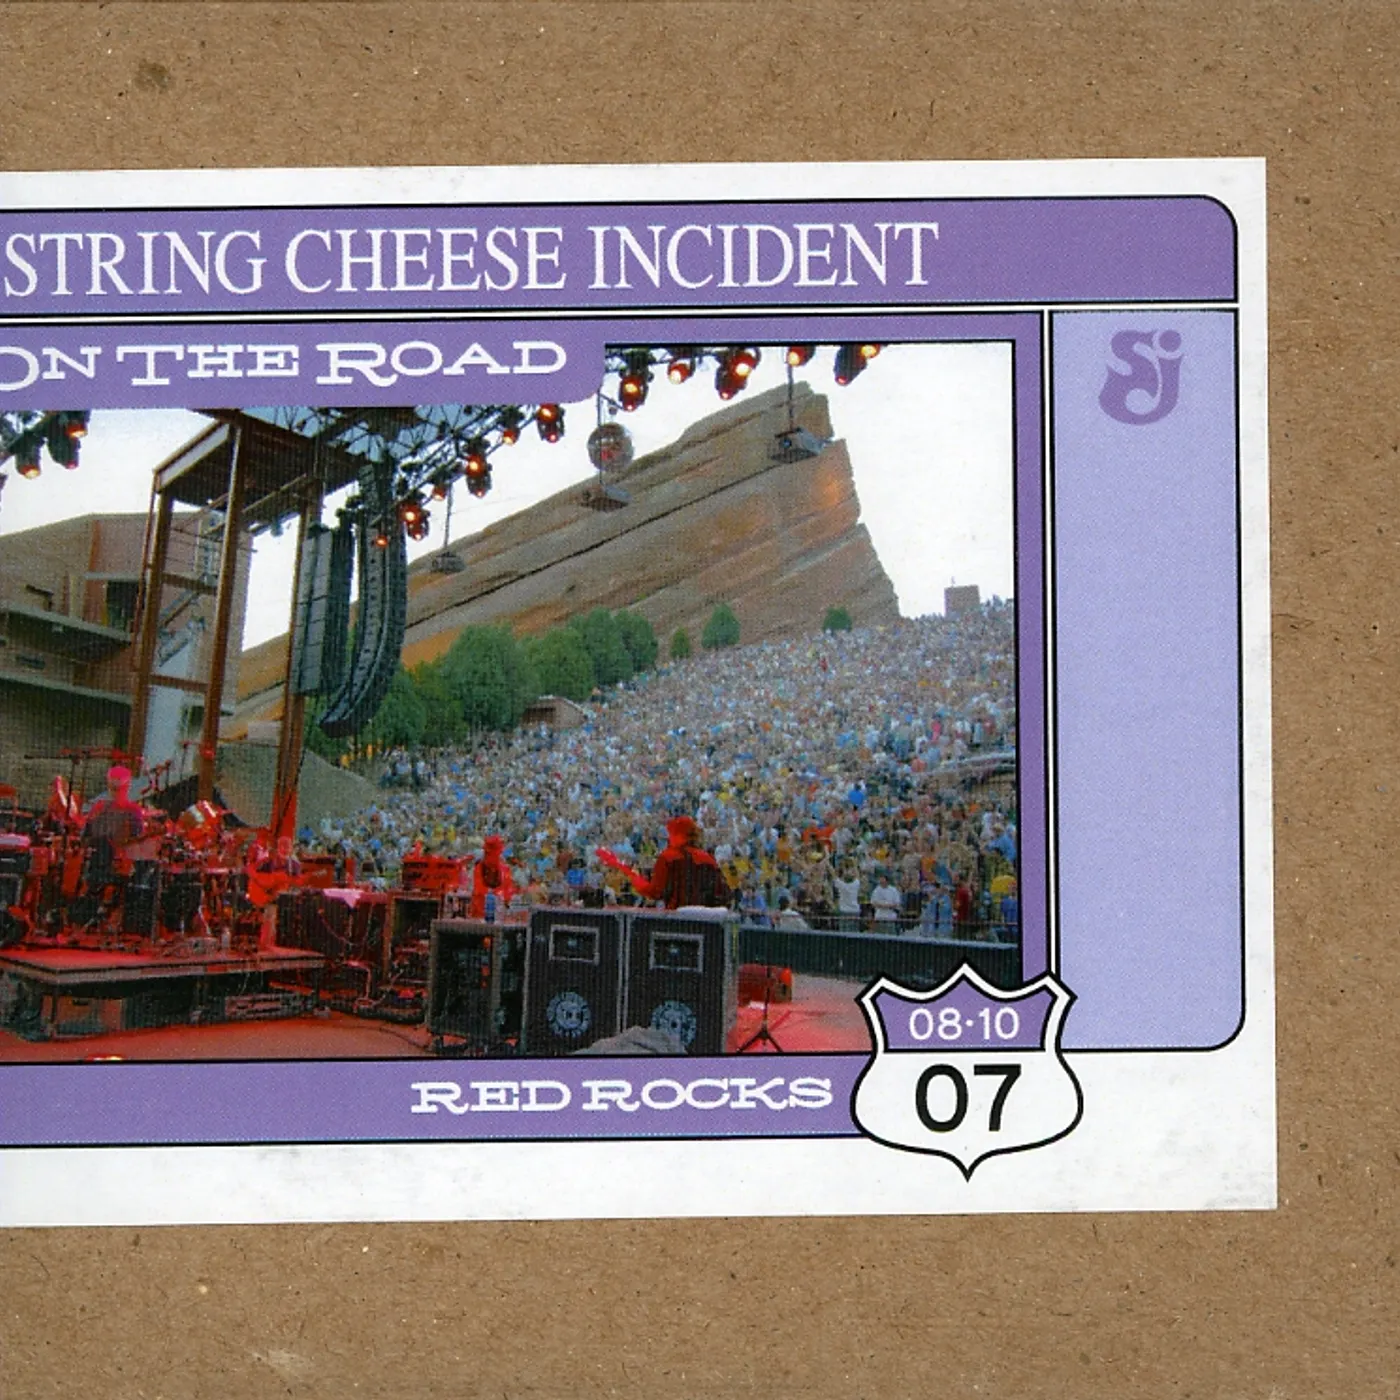 STRING CHEESE INCIDENT
ON THE ROAD
08·10
RED ROCKS
07